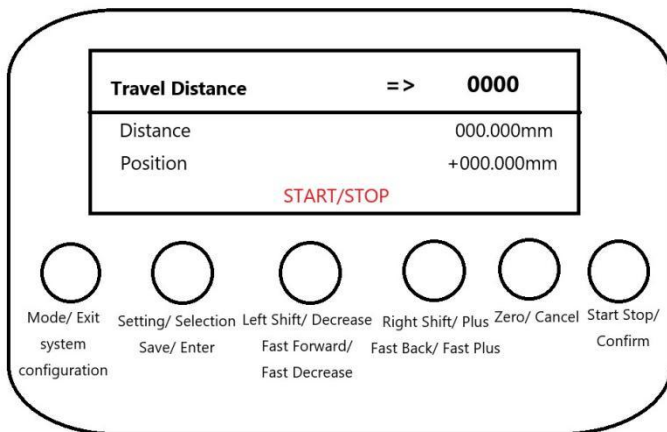 Travel Distance => 0000
Distance 000.000mm
Position +000.000mm
START/STOP
Mode/ Exit
system
configuration
Setting/ Selection
Save/ Enter
Left Shift/ Decrease
Fast Forward/
Fast Decrease
Right Shift/ Plus
Fast Back/ Fast Plus
Zero/ Cancel
Start Stop/
Confirm